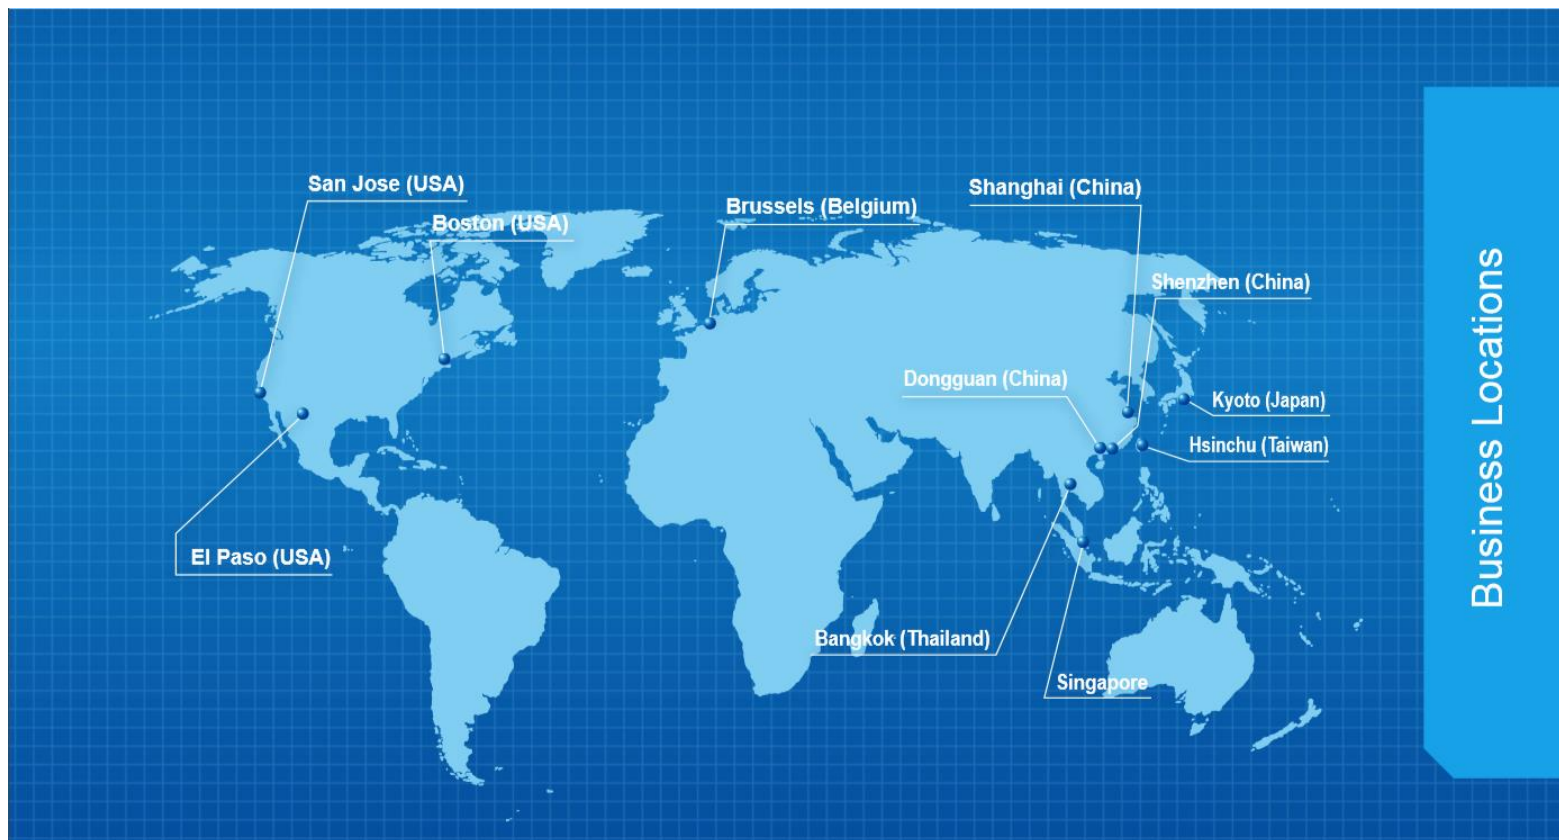 San Jose (USA)
Boston (USA)
Brussels (Belgium)
Shanghai (China)
Shenzhen (China)
Dongguan (China)
Kyoto (Japan)
Hsinchu (Taiwan)
El Paso (USA)
Bangkok (Thailand)
Singapore
Business Locations